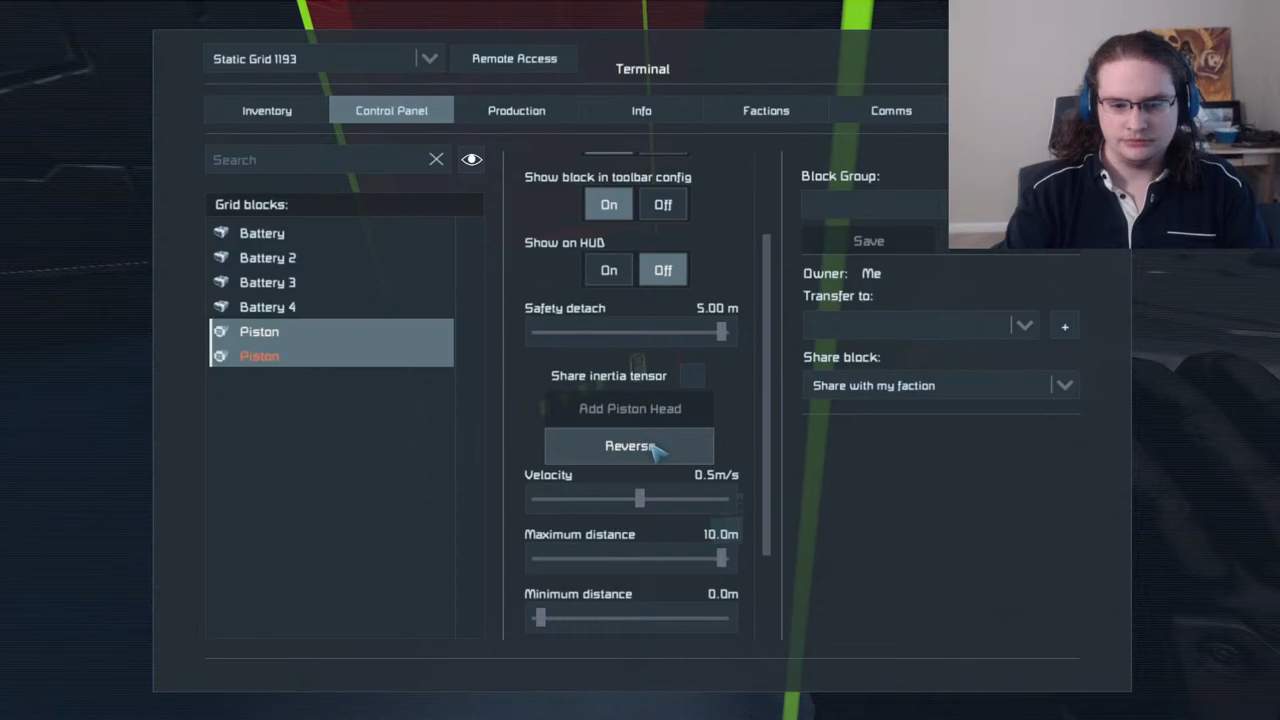 Static Grid 1193
Remote Access
Terminal
Inventory
Control Panel
Production
Info
Factions
Comms
Search
Grid blocks:
Battery
Battery 2
Battery 3
Battery 4
Piston
Piston
Show block in toolbar config
On Off
Show on HUD
On Off
Safety detach 5.00 m
Share inertia tensor
Add Piston Head
Reverse
Velocity 0.5m/s
Maximum distance 10.0m
Minimum distance 0.0m
Block Group:
Save
Owner: Me
Transfer to:
+
Share block:
Share with my faction